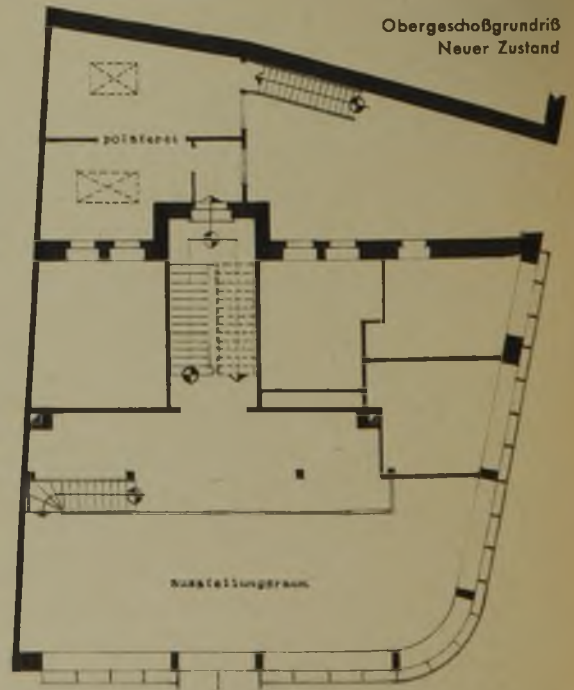 Obergeschoßgrundriß
Neuer Zustand
polsterei
Ausstellungsraum